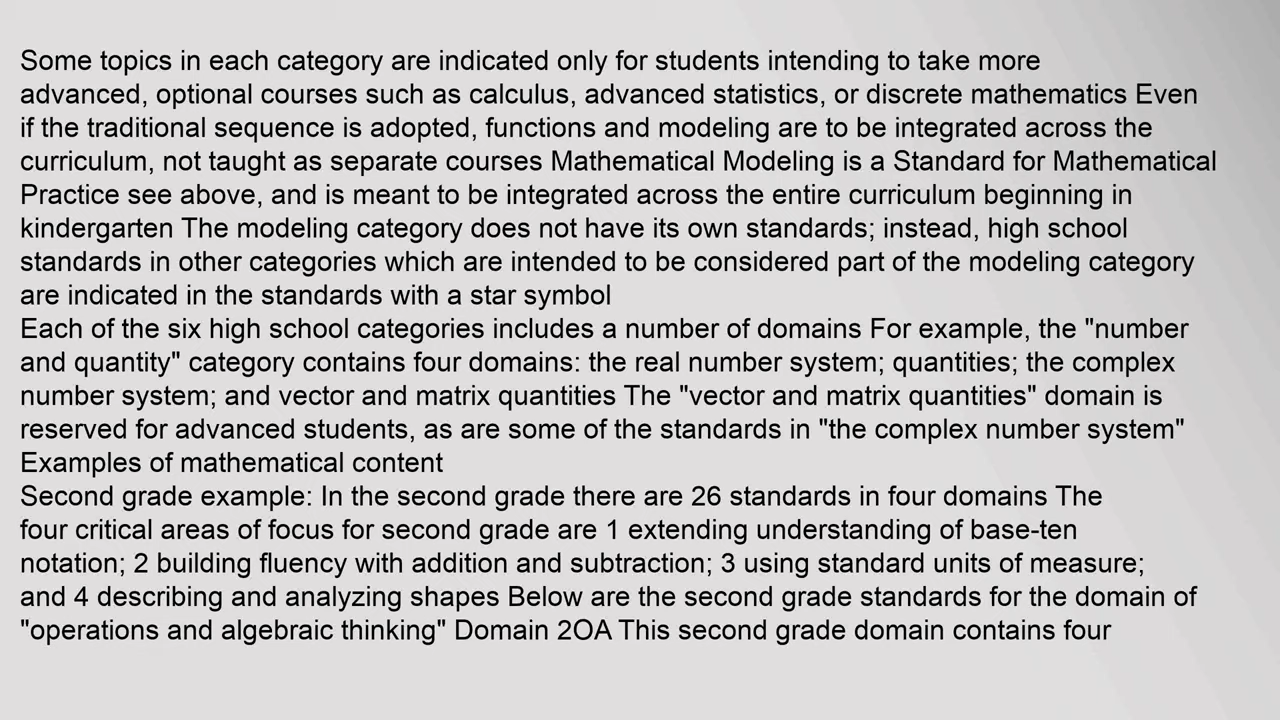 Some topics in each category are indicated only for students intending to take more
advanced, optional courses such as calculus, advanced statistics, or discrete mathematics Even
if the traditional sequence is adopted, functions and modeling are to be integrated across the
curriculum, not taught as separate courses Mathematical Modeling is a Standard for Mathematical
Practice see above, and is meant to be integrated across the entire curriculum beginning in
kindergarten The modeling category does not have its own standards; instead, high school
standards in other categories which are intended to be considered part of the modeling category
are indicated in the standards with a star symbol
Each of the six high school categories includes a number of domains For example, the "number
and quantity" category contains four domains: the real number system; quantities; the complex
number system; and vector and matrix quantities The "vector and matrix quantities" domain is
reserved for advanced students, as are some of the standards in "the complex number system"
Examples of mathematical content
Second grade example: In the second grade there are 26 standards in four domains The
four critical areas of focus for second grade are 1 extending understanding of base-ten
notation; 2 building fluency with addition and subtraction; 3 using standard units of measure;
and 4 describing and analyzing shapes Below are the second grade standards for the domain of
"operations and algebraic thinking" Domain 2OA This second grade domain contains four